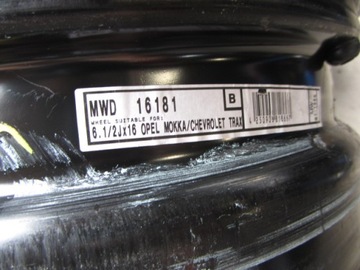 MWD 16181
B
WHEEL SUITABLE FOR:
6.1/2Jx16 OPEL MOKKA/CHEVROLET TRAX